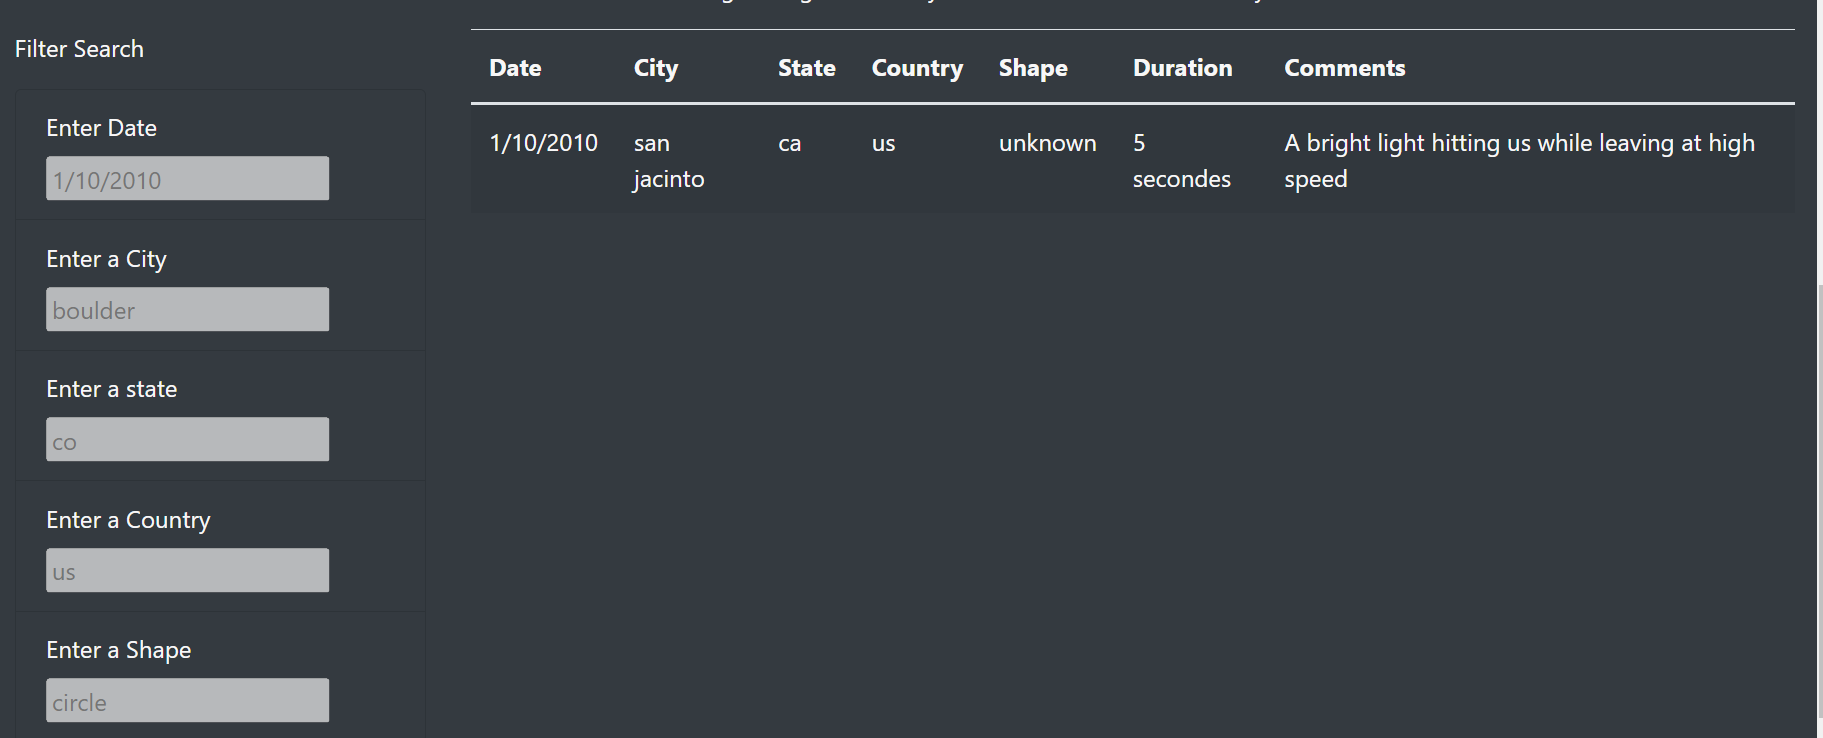 Filter Search
Enter Date
1/10/2010
Enter a City
boulder
Enter a state
co
Enter a Country
us
Enter a Shape
circle
Date City State Country Shape Duration Comments
1/10/2010 san ca us unknown 5 A bright light hitting us while leaving at high
jacinto secondes speed